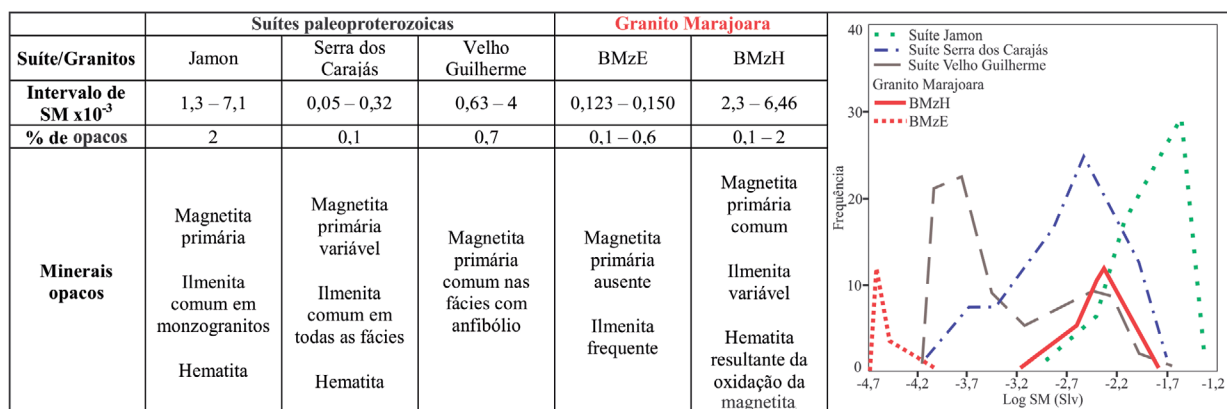 Suítes paleoproterozoicas
Granito Marajoara
Suíte/Granitos
Jamon
Serra dos
Carajás
Velho
Guilherme
BMzE
BMzH
Intervalo de
SM x10-3
1,3 – 7,1
0,05 – 0,32
0,63 – 4
0,123 – 0,150
2,3 – 6,46
% de opacos
2
0,1
0,7
0,1 – 0,6
0,1 – 2
Minerais
opacos
Magnetita
primária
Ilmenita
comum em
monzogranitos
Hematita
Magnetita
primária
variável
Ilmenita
comum em
todas as fácies
Hematita
Magnetita
primária
comum nas
fácies com
anfibólio
Magnetita
primária
ausente
Ilmenita
frequente
Magnetita
primária
comum
Ilmenita
variável
Hematita
resultante da
oxidação da
magnetita
Suíte Jamon
Suíte Serra dos Carajás
Suíte Velho Guilherme
Granito Marajoara
BMzH
BMzE
Frequência
40
30
20
10
0
-4,7 -4,2 -3,7 -3,2 -2,7 -2,2 -1,7 -1,2
Log SM (Slv)